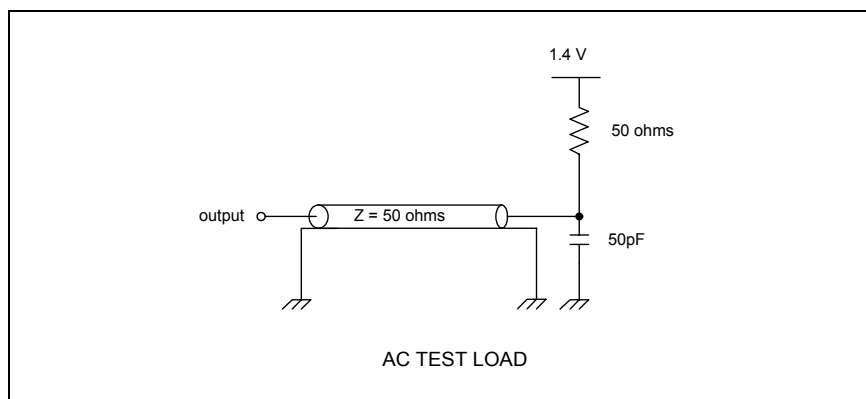 1.4 V
50 ohms
output
Z = 50 ohms
50pF
AC TEST LOAD